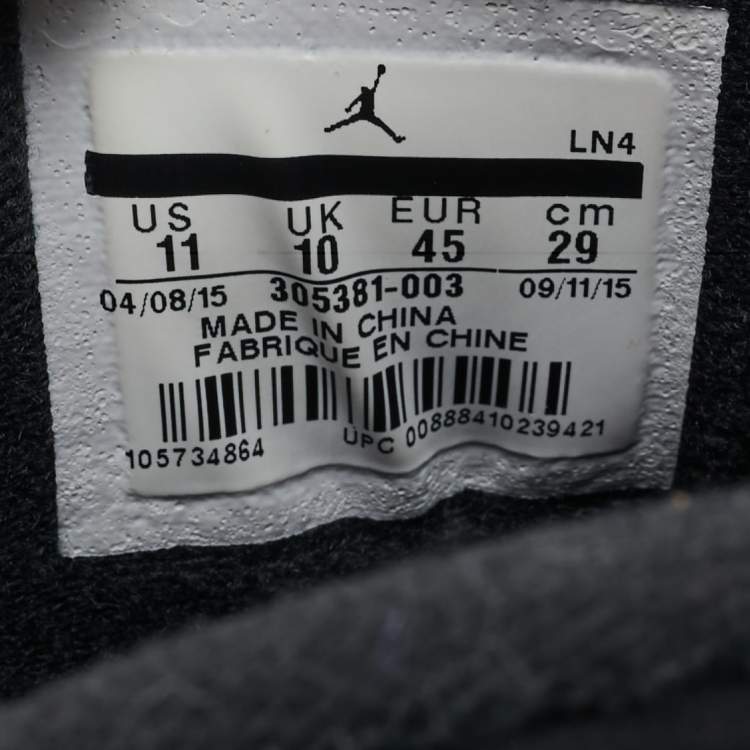 LN4
US UK EUR cm
11 10 45 29
04/08/15 305381-003 09/11/15
MADE IN CHINA
FABRIQUE EN CHINE
105734864 UPC 00888410239421